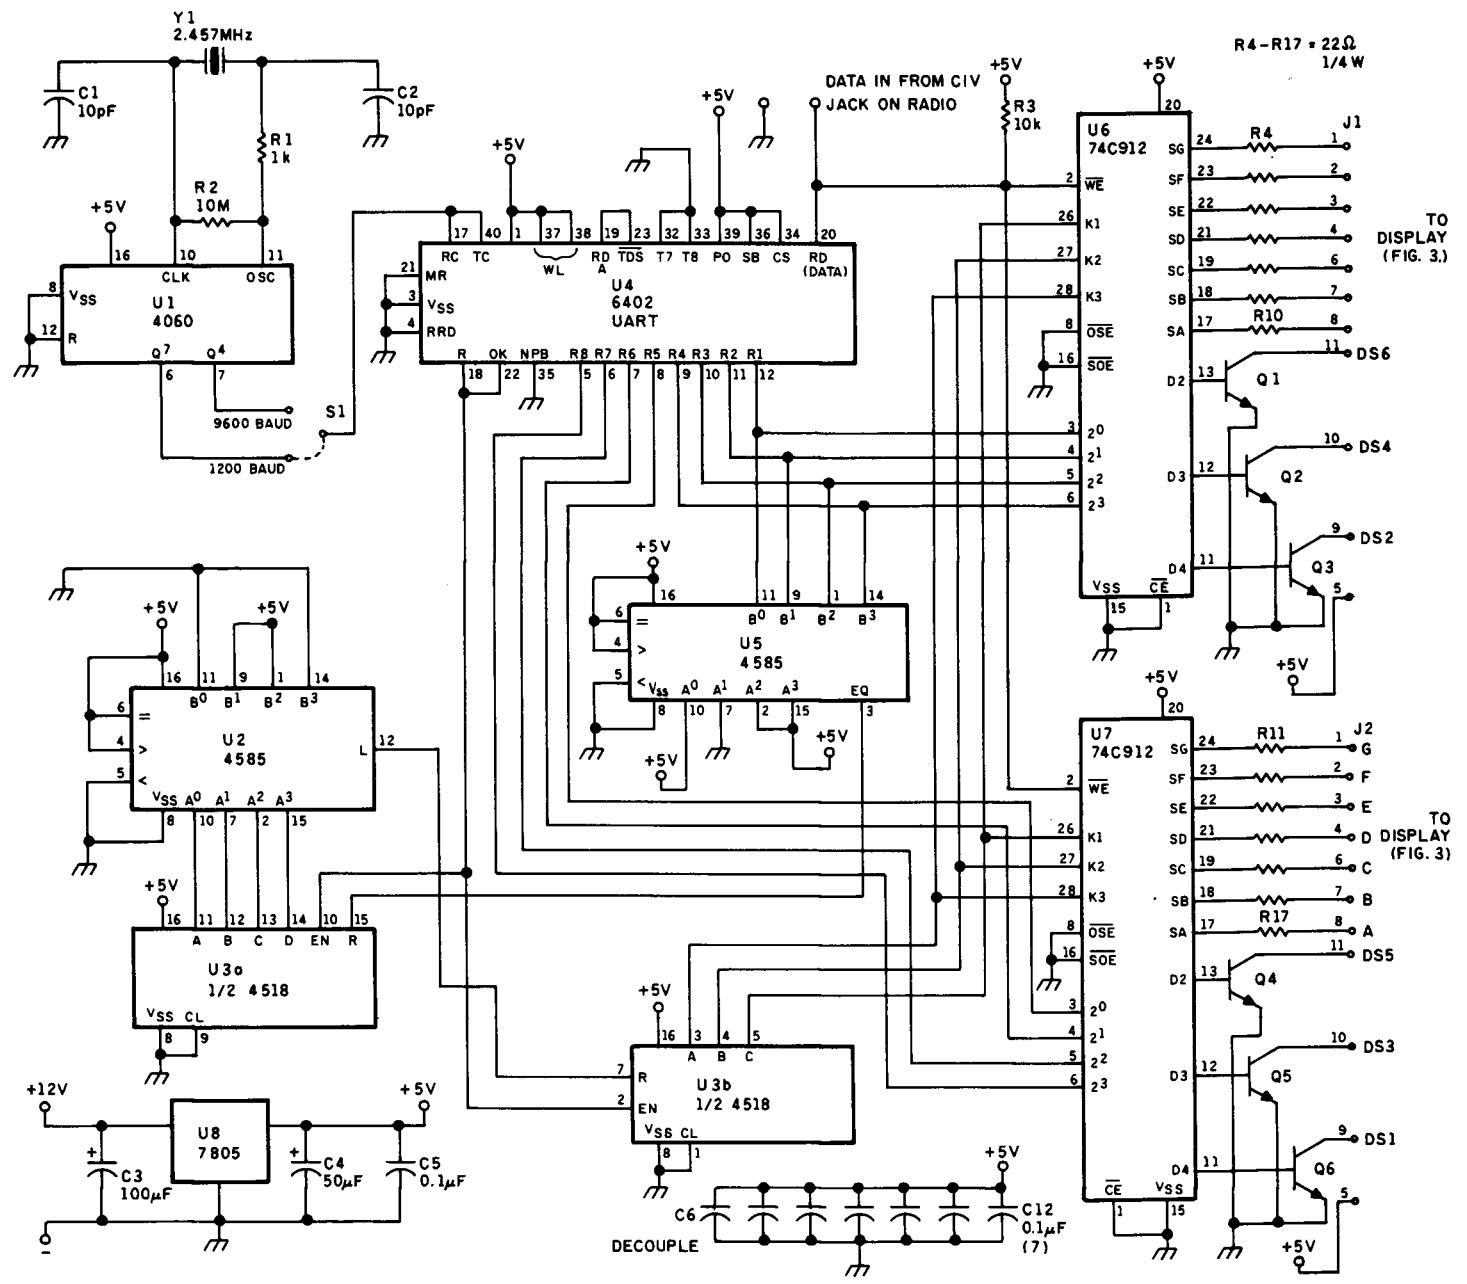 Y1
2.457MHz
C1
10pF
C2
10pF
R1
1k
R2
10M
+5V
16
10
11
CLK
OSC
8
VSS
U1
4060
12
R
Q7
Q4
6
7
9600 BAUD
1200 BAUD
S1
+5V
+5V
DATA IN FROM CIV
JACK ON RADIO
+5V
R3
10k
R4-R17 = 22Ω
1/4W
17
40
1
37
38
19
23
32
33
39
36
34
20
RC
TC
WL
RD
A
TDS
T7
T8
PO
SB
CS
RD
(DATA)
21
MR
3
VSS
4
RRD
U4
6402
UART
R
OK
NPB
R8
R7
R6
R5
R4
R3
R2
R1
18
22
35
5
6
7
8
9
10
11
12
+5V
20
U6
74C912
2
WE
26
K1
27
K2
28
K3
8
OSE
16
SOE
3
2^0
4
2^1
5
2^2
6
2^3
VSS
CE
15
1
SG
24
R4
1
J1
SF
23
2
SE
22
3
SD
21
4
SC
19
6
SB
18
7
SA
17
R10
8
TO
DISPLAY
(FIG. 3.)
11
DS6
D2
13
Q1
10
DS4
D3
12
Q2
9
DS2
D4
11
Q3
5
+5V
+5V
+5V
16
11
9
1
14
B0
B1
B2
B3
6
=
4
>
5
<
U2
4585
L
12
VSS
A0
A1
A2
A3
8
10
7
2
15
+5V
16
11
12
13
14
10
15
A
B
C
D
EN
R
U3a
1/2 4518
VSS
CL
8
9
+5V
16
11
9
1
14
B0
B1
B2
B3
6
=
4
>
5
<
U5
4585
VSS
A0
A1
A2
A3
EQ
8
10
7
2
15
3
+5V
+5V
+5V
16
3
4
5
A
B
C
7
R
2
EN
U3b
1/2 4518
VSS
CL
8
1
+5V
20
U7
74C912
2
WE
26
K1
27
K2
28
K3
8
OSE
16
SOE
3
2^0
4
2^1
5
2^2
6
2^3
CE
VSS
1
15
SG
24
R11
1
J2
G
SF
23
2
F
SE
22
3
E
SD
21
4
D
SC
19
6
C
SB
18
7
B
SA
17
R17
8
A
TO
DISPLAY
(FIG. 3)
11
DS5
D2
13
Q4
10
DS3
D3
12
Q5
9
DS1
D4
11
Q6
5
+5V
+12V
+
C3
100µF
U8
7805
+
C4
50µF
C5
0.1µF
+5V
-
C6
DECOUPLE
+5V
C12
0.1µF
(7)